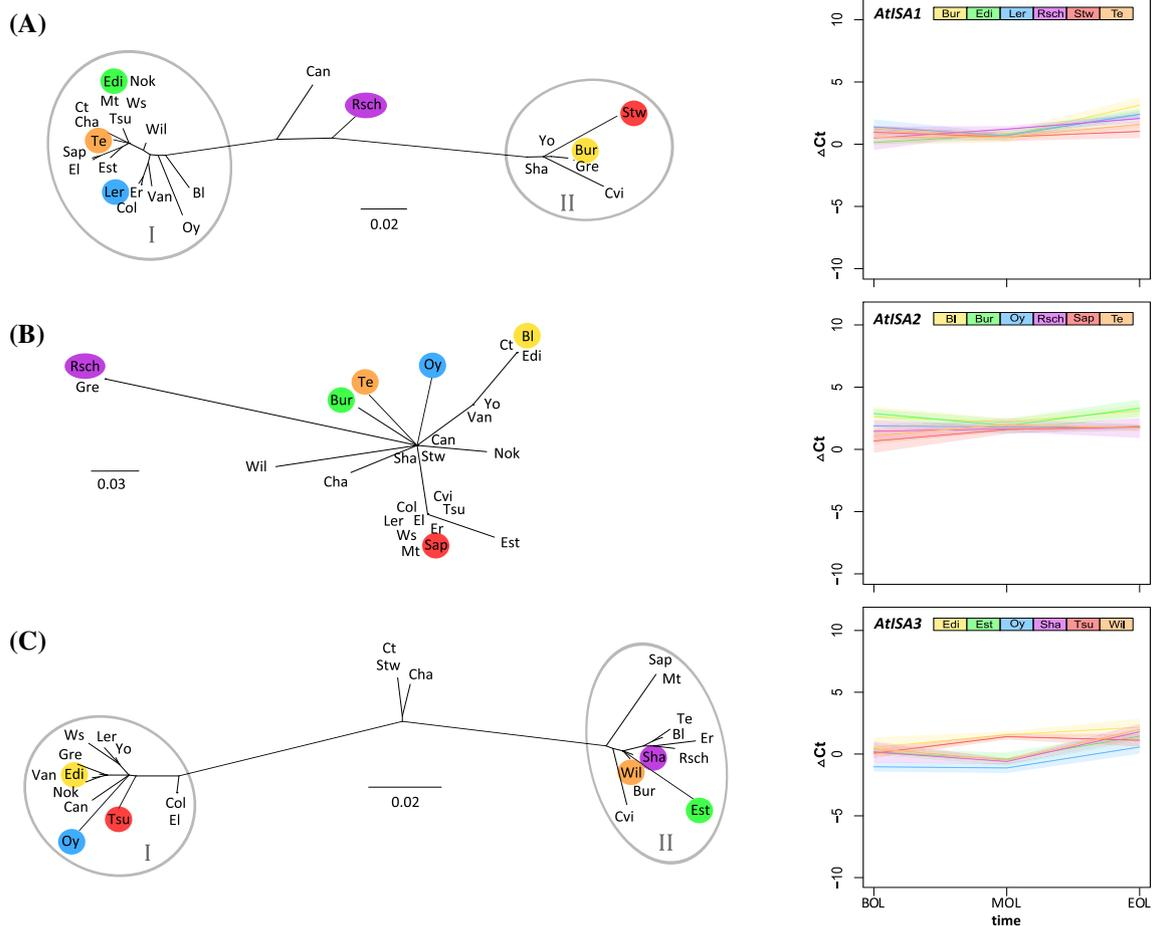 (A)
Edi Nok
Ct Mt Ws
Cha Tsu
Te Wil
Sap Est
El
Ler Er Van Bl
Col
Oy
I
Can
Rsch
0.02
Stw
Yo Bur
Sha Gre
Cvi
II
AtISA1 Bur Edi Ler Rsch Stw Te
10
5
0
−5
−10
ΔCt
(B)
Rsch
Gre
0.03
Wil
Cha
Bur
Te
Oy
Ct Bl
Edi
Yo
Van
Can
Sha Stw
Nok
Cvi
Col Tsu
Ler El
Ws Er
Mt Sap
Est
AtISA2 Bl Bur Oy Rsch Sap Te
10
5
0
−5
−10
ΔCt
(C)
Ws Ler
Gre Yo
Van Edi
Nok
Can
Oy
Tsu
Col
El
I
Ct
Stw
Cha
0.02
Sap
Mt
Te
Bl Er
Sha Rsch
Wil
Bur
Cvi
Est
II
AtISA3 Edi Est Oy Sha Tsu Wil
10
5
0
−5
−10
ΔCt
BOL MOL EOL
time